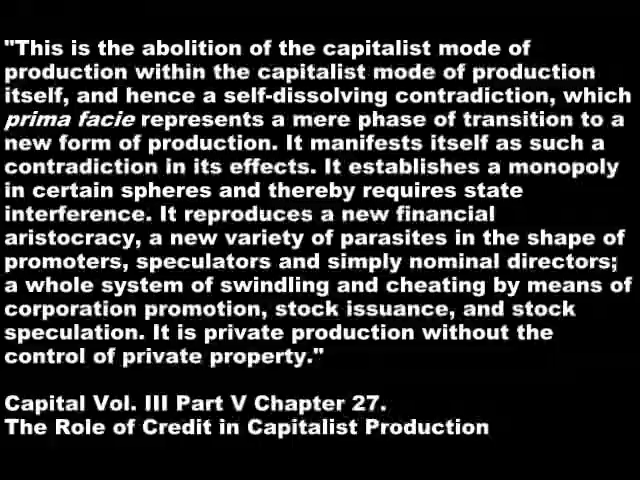 "This is the abolition of the capitalist mode of
production within the capitalist mode of production
itself, and hence a self-dissolving contradiction, which
prima facie represents a mere phase of transition to a
new form of production. It manifests itself as such a
contradiction in its effects. It establishes a monopoly
in certain spheres and thereby requires state
interference. It reproduces a new financial
aristocracy, a new variety of parasites in the shape of
promoters, speculators and simply nominal directors;
a whole system of swindling and cheating by means of
corporation promotion, stock issuance, and stock
speculation. It is private production without the
control of private property."
Capital Vol. III Part V Chapter 27.
The Role of Credit in Capitalist Production